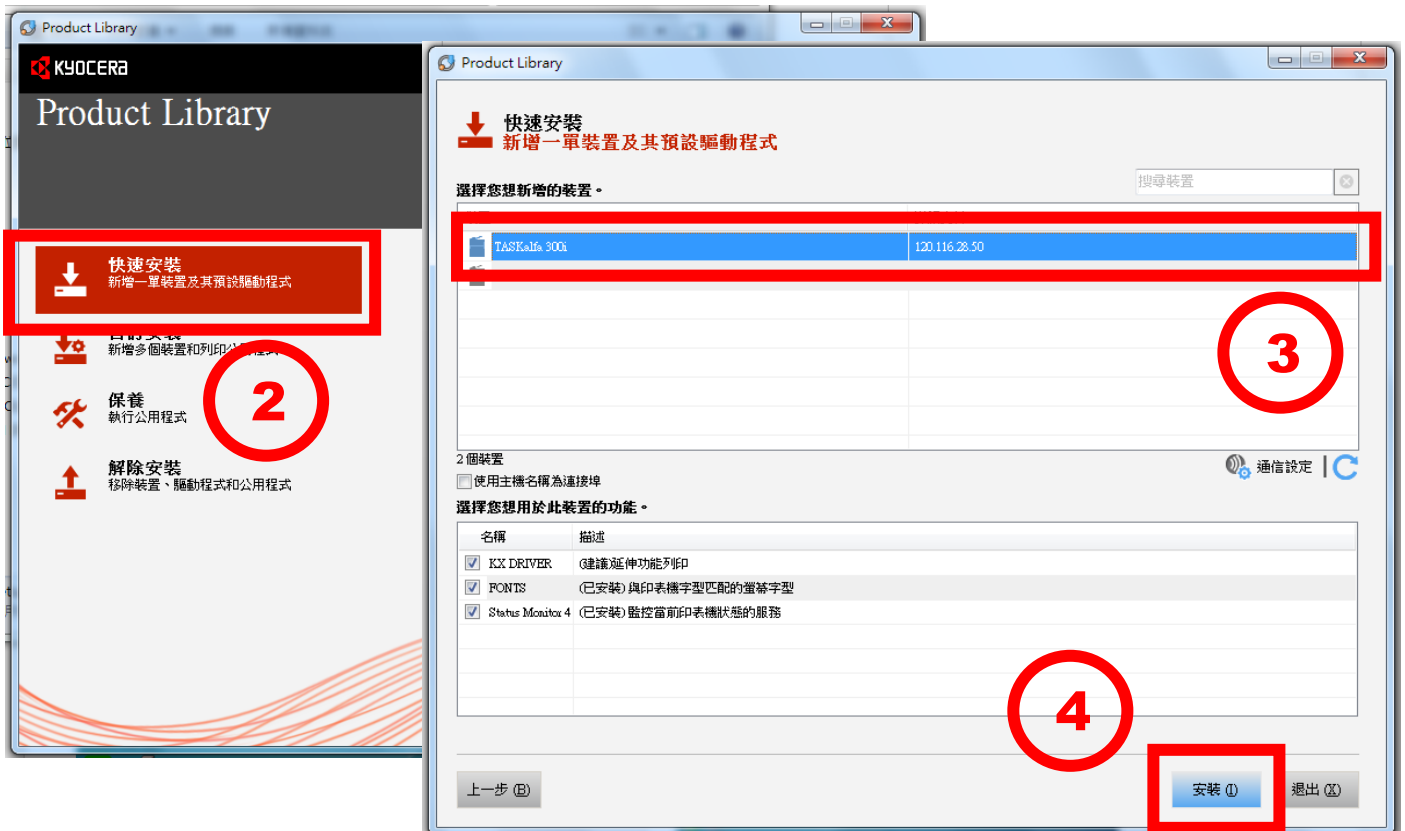 Product Library
KYOCERA
Product Library
快速安裝
新增一單裝置及其預設驅動程式
新增多個裝置和列印公用程式
2
保養
執行公用程式
解除安裝
移除裝置、驅動程式和公用程式
Product Library
快速安裝
新增一單裝置及其預設驅動程式
選擇您想新增的裝置。
搜尋裝置
TASKalfa 300i 120.116.28.50
3
2 個裝置
通信設定
使用主機名稱為連接埠
選擇您想用於此裝置的功能。
名稱 描述
KX DRIVER (建議)延伸功能列印
FONTS (已安裝) 與印表機字型匹配的螢幕字型
Status Monitor 4 (已安裝) 監控當前印表機狀態的服務
4
上一步 (B)
安裝 (I)
退出 (X)